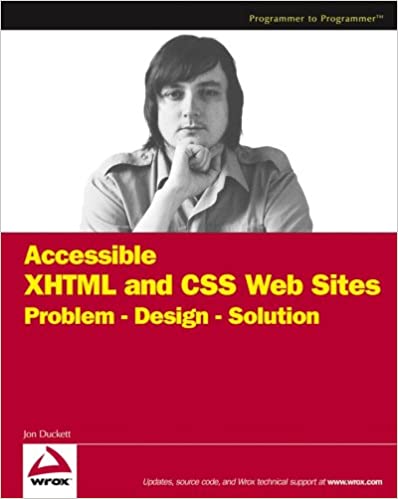 Programmer to Programmer™
Accessible
XHTML and CSS Web Sites
Problem - Design - Solution
Jon Duckett
wrox™
Updates, source code, and Wrox technical support at www.wrox.com